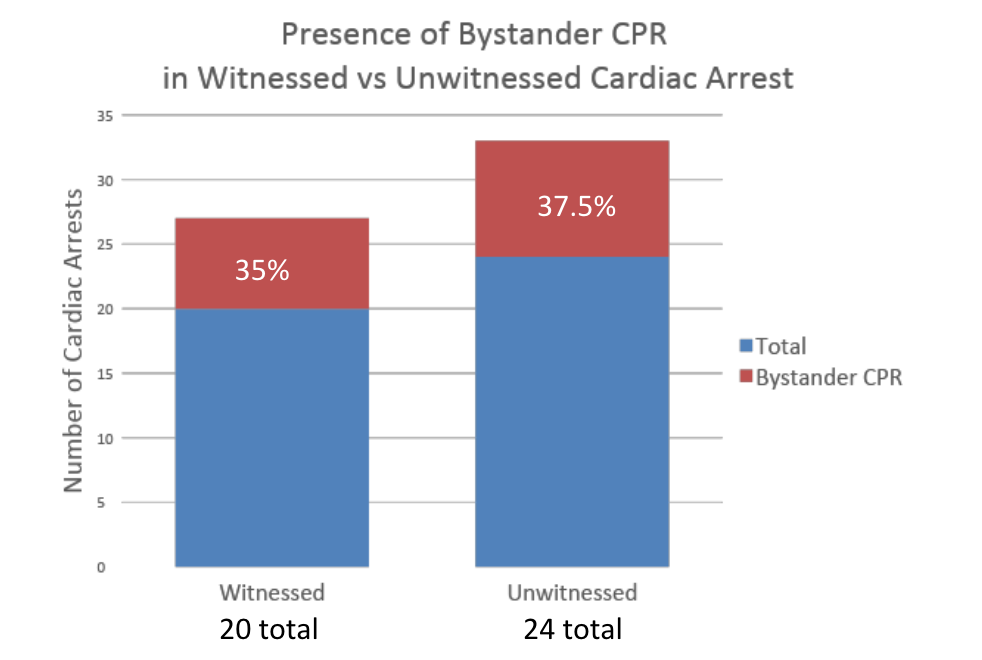 Presence of Bystander CPR
in Witnessed vs Unwitnessed Cardiac Arrest
Number of Cardiac Arrests
35
30
25
20
15
10
5
0
35%
37.5%
Total
Bystander CPR
Witnessed
Unwitnessed
20 total
24 total